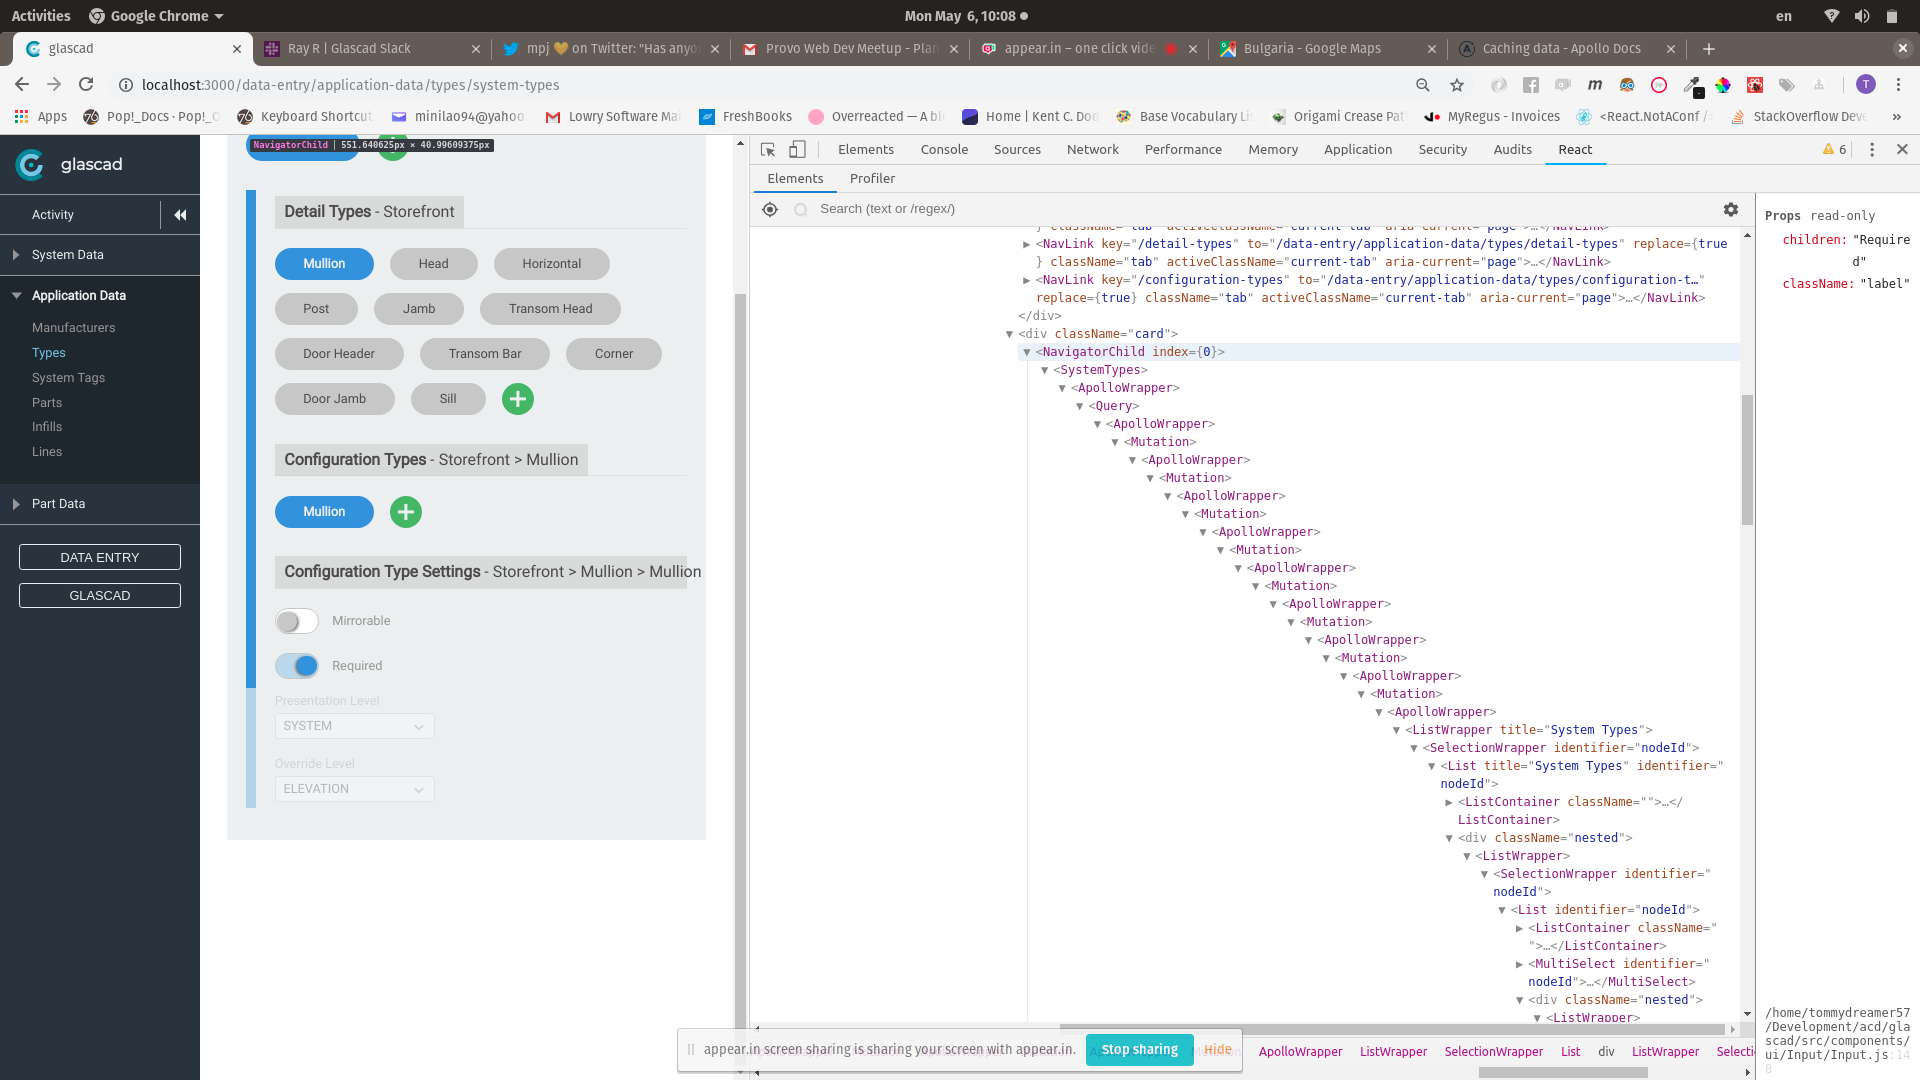 Activities
Google Chrome
Mon May 6, 10:08
en
glascad
Ray R | Glascad Slack
mpj 💛 on Twitter: "Has anyo
Provo Web Dev Meetup - Plan
appear.in – one click vide
Bulgaria - Google Maps
Caching data - Apollo Docs
localhost:3000/data-entry/application-data/types/system-types
Apps
Pop!_Docs · Pop!_O
Keyboard Shortcut
minilao94@yahoo.
Lowry Software Mai
FreshBooks
Overreacted — A bl
Home | Kent C. Dod
Base Vocabulary Li
Origami Crease Pat
MyRegus - Invoices
<React.NotAConf /
StackOverflow Deve
»
glascad
Activity
System Data
Application Data
Manufacturers
Types
System Tags
Parts
Infills
Lines
Part Data
DATA ENTRY
GLASCAD
NavigatorChild | 551.640625px × 40.99609375px
Detail Types - Storefront
Mullion
Head
Horizontal
Post
Jamb
Transom Head
Door Header
Transom Bar
Corner
Door Jamb
Sill
Configuration Types - Storefront > Mullion
Mullion
Configuration Type Settings - Storefront > Mullion > Mullion
Mirrorable
Required
Presentation Level
SYSTEM
Override Level
ELEVATION
Elements
Console
Sources
Network
Performance
Memory
Application
Security
Audits
React
6
Elements
Profiler
Search (text or /regex/)
} className="tab" activeClassName="current-tab" aria-current="page">…</NavLink>
<NavLink key="/detail-types" to="/data-entry/application-data/types/detail-types" replace={true
} className="tab" activeClassName="current-tab" aria-current="page">…</NavLink>
<NavLink key="/configuration-types" to="/data-entry/application-data/types/configuration-t…"
replace={true} className="tab" activeClassName="current-tab" aria-current="page">…</NavLink>
</div>
<div className="card">
<NavigatorChild index={0}>
<SystemTypes>
<ApolloWrapper>
<Query>
<ApolloWrapper>
<Mutation>
<ApolloWrapper>
<Mutation>
<ApolloWrapper>
<Mutation>
<ApolloWrapper>
<Mutation>
<ApolloWrapper>
<Mutation>
<ApolloWrapper>
<Mutation>
<ApolloWrapper>
<Mutation>
<ApolloWrapper>
<Mutation>
<ApolloWrapper>
<ListWrapper title="System Types">
<SelectionWrapper identifier="nodeId">
<List title="System Types" identifier="
nodeId">
<ListContainer className="">…</
ListContainer>
<div className="nested">
<ListWrapper>
<SelectionWrapper identifier="
nodeId">
<List identifier="nodeId">
<ListContainer className="
">…</ListContainer>
<MultiSelect identifier="
nodeId">…</MultiSelect>
<div className="nested">
<ListWrapper>
Props read-only
children: "Require
d"
className: "label"
/home/tommydreamer57
/Development/acd/gla
scad/src/components/
ui/Input/Input.js:14
8
appear.in screen sharing is sharing your screen with appear.in.
Stop sharing
Hide
ApolloWrapper
ListWrapper
SelectionWrapper
List
div
ListWrapper
Selecti